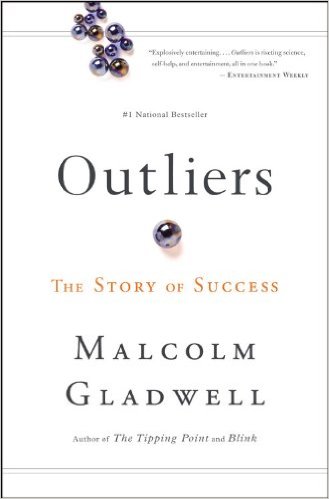 “Explosively entertaining. . . . Outliers is riveting science,
self-help, and entertainment, all in one book.”
— Entertainment Weekly
#1 National Bestseller
Outliers
The Story of Success
Malcolm
Gladwell
Author of The Tipping Point and Blink